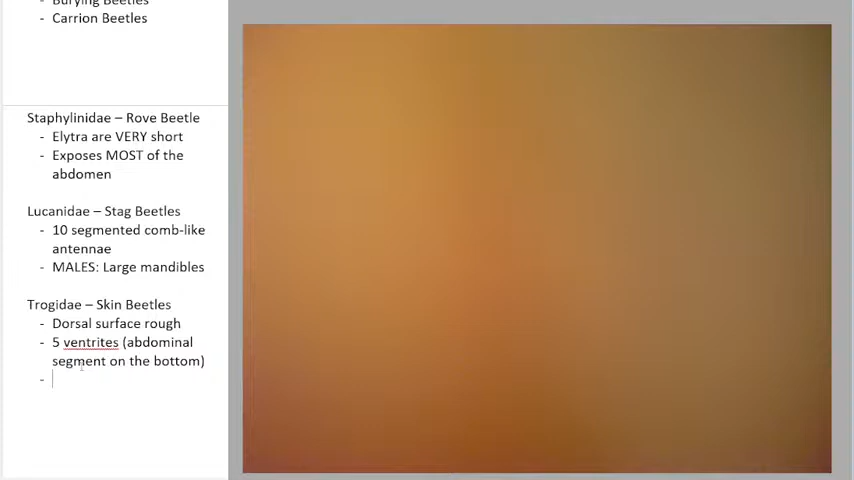 Burying Beetles
- Carrion Beetles
Staphylinidae – Rove Beetle
- Elytra are VERY short
- Exposes MOST of the
abdomen
Lucanidae – Stag Beetles
- 10 segmented comb-like
antennae
- MALES: Large mandibles
Trogidae – Skin Beetles
- Dorsal surface rough
- 5 ventrites (abdominal
segment on the bottom)
-